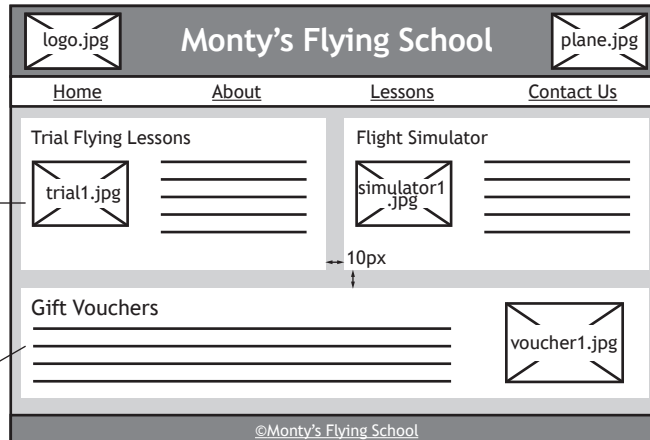 logo.jpg
Monty's Flying School
plane.jpg
Home About Lessons Contact Us
Trial Flying Lessons
trial1.jpg
Flight Simulator
simulator1
.jpg
10px
Gift Vouchers
voucher1.jpg
©Monty's Flying School